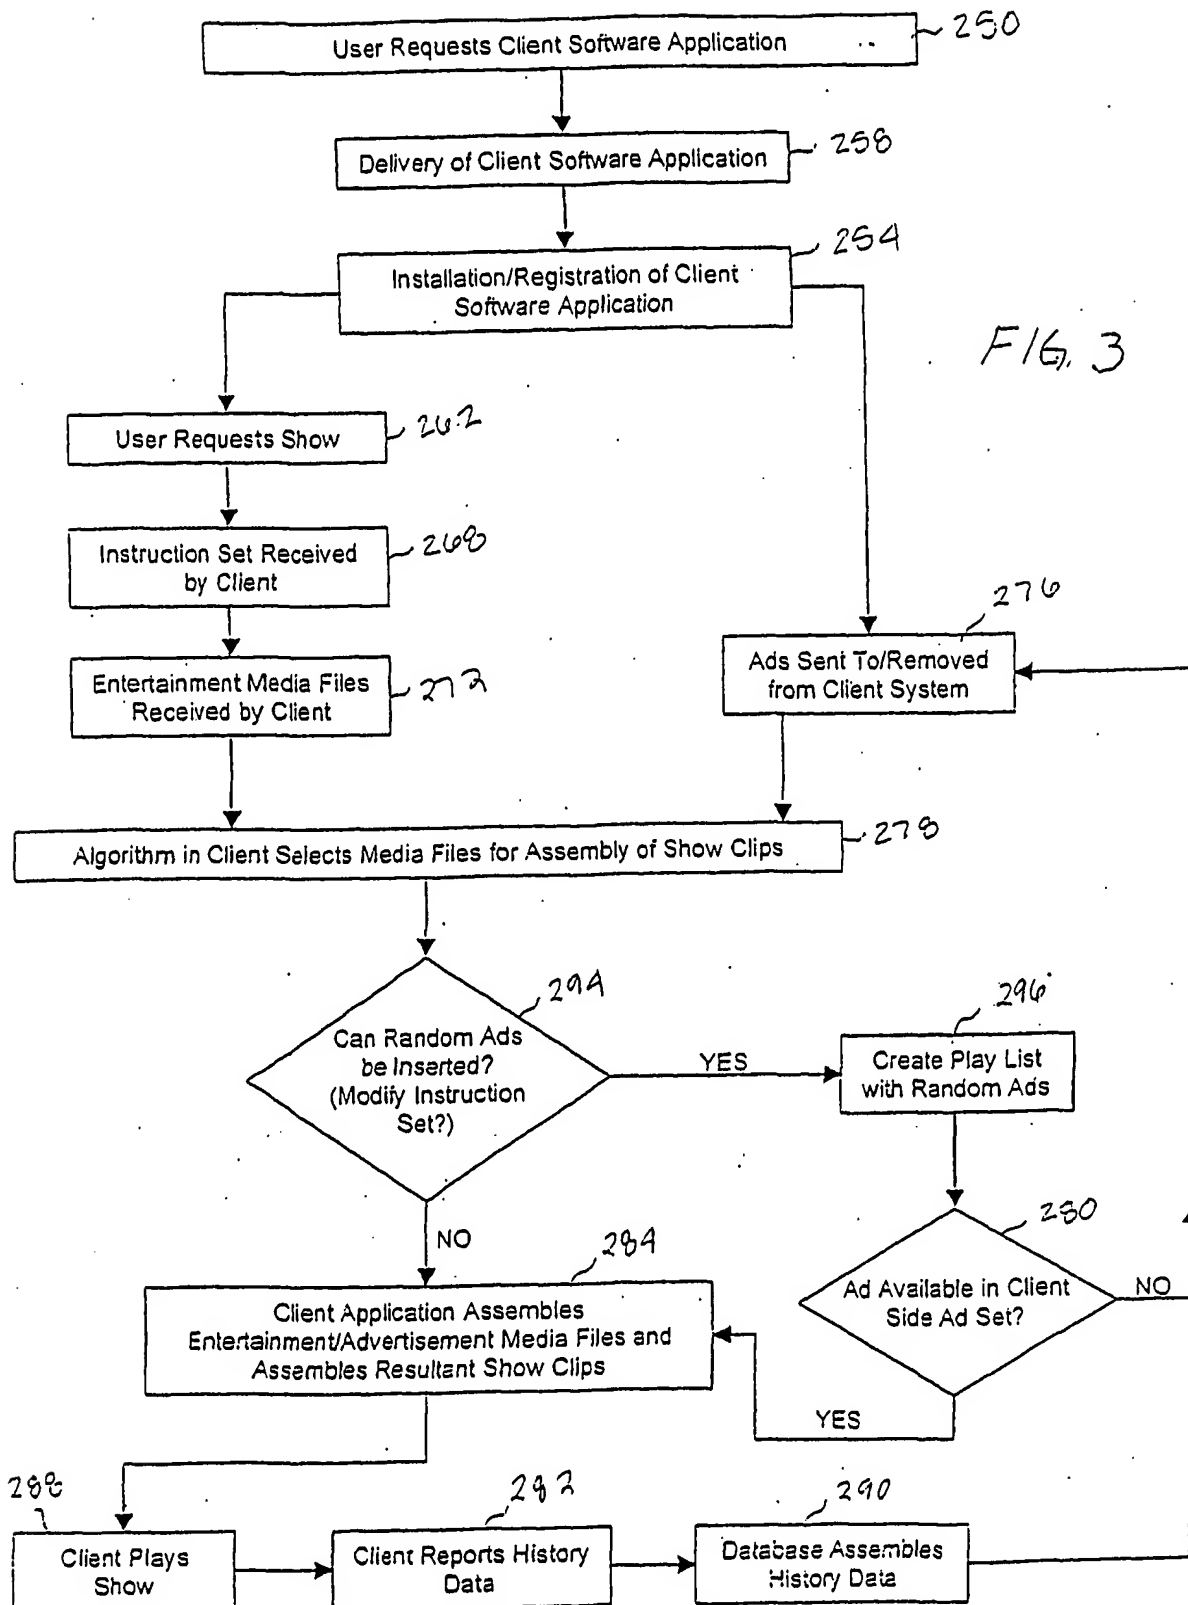 User Requests Client Software Application
250
Delivery of Client Software Application
258
254
Installation/Registration of Client
Software Application
FIG. 3
User Requests Show
262
Instruction Set Received
by Client
268
276
Entertainment Media Files
Received by Client
272
Ads Sent To/Removed
from Client System
Algorithm in Client Selects Media Files for Assembly of Show Clips
278
294
Can Random Ads
be Inserted?
(Modify Instruction
Set?)
YES
296
Create Play List
with Random Ads
NO
280
Ad Available in Client
Side Ad Set?
NO
284
Client Application Assembles
Entertainment/Advertisement Media Files and
Assembles Resultant Show Clips
YES
288
Client Plays
Show
282
Client Reports History
Data
290
Database Assembles
History Data